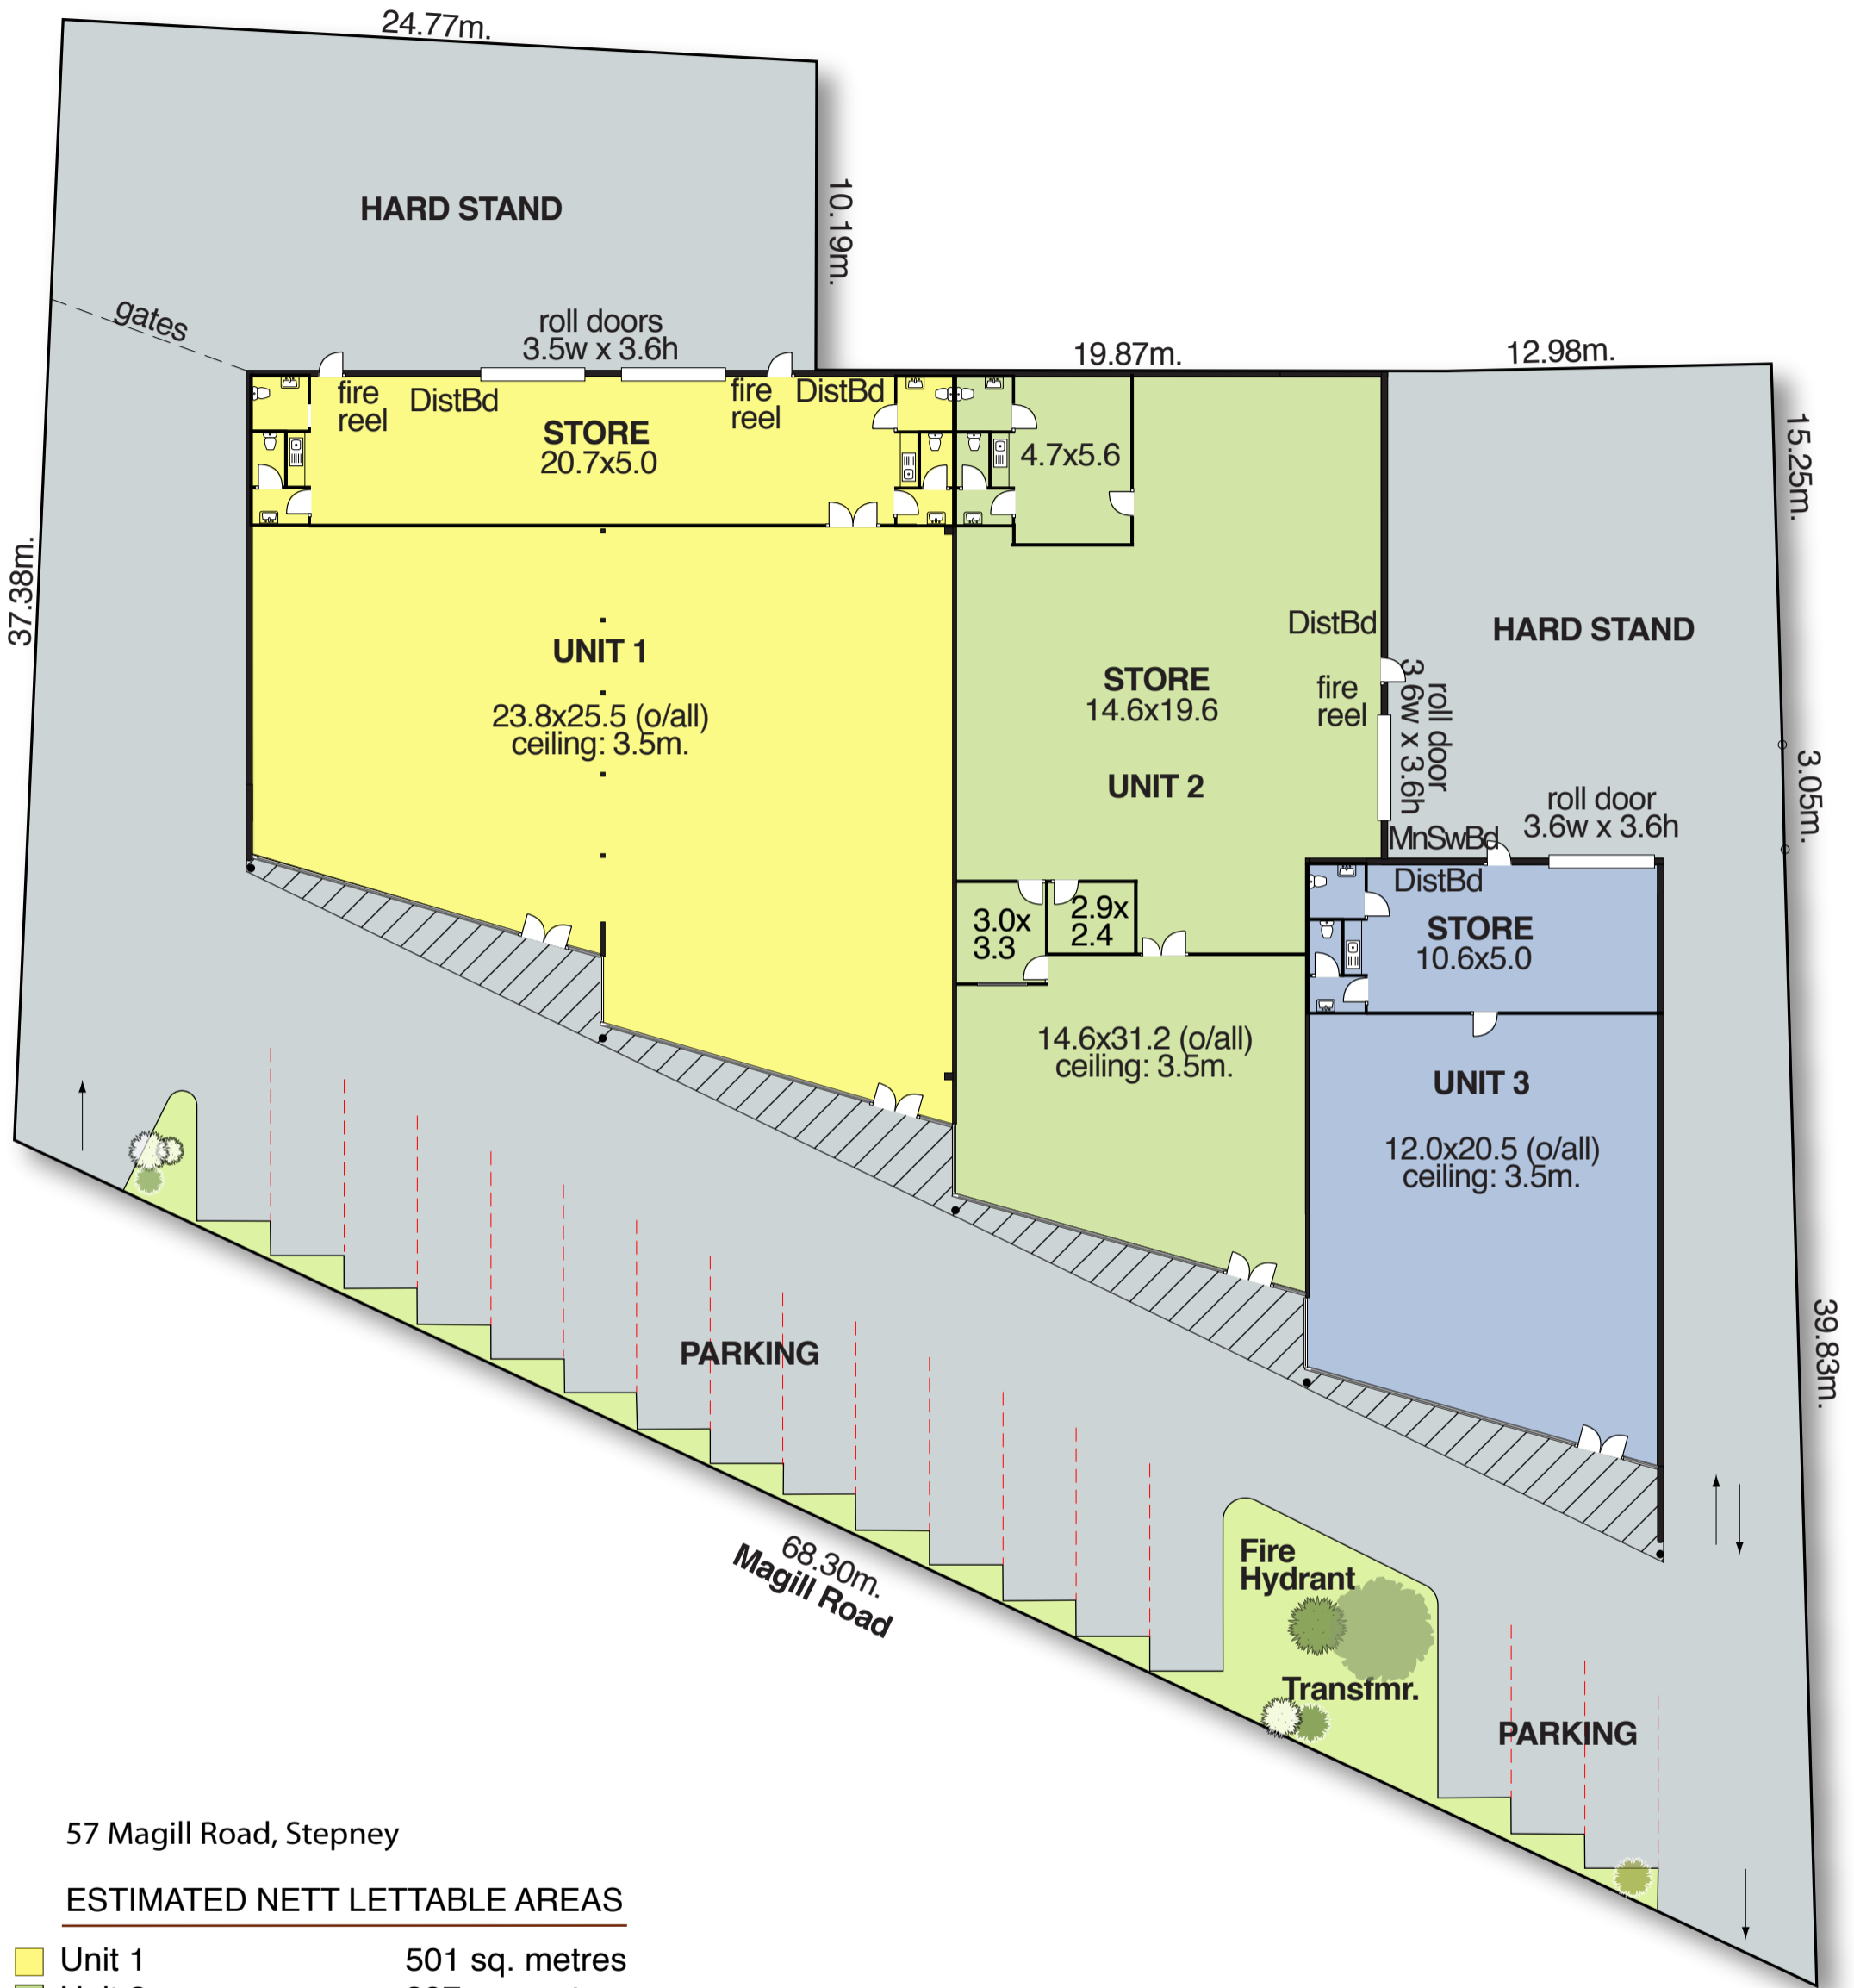 24.77m.
HARD STAND
10.19m.
gates
roll doors
3.5w x 3.6h
19.87m.
12.98m.
fire
reel
DistBd
fire
reel
DistBd
STORE
20.7x5.0
4.7x5.6
15.25m.
37.38m.
UNIT 1
23.8x25.5 (o/all)
ceiling: 3.5m.
DistBd
HARD STAND
STORE
14.6x19.6
fire
reel
roll door
3.6w x 3.6h
UNIT 2
3.05m.
roll door
3.6w x 3.6h
MnSwBd
DistBd
3.0x
3.3
2.9x
2.4
STORE
10.6x5.0
14.6x31.2 (o/all)
ceiling: 3.5m.
UNIT 3
12.0x20.5 (o/all)
ceiling: 3.5m.
39.83m.
PARKING
68.30m.
Magill Road
Fire
Hydrant
Transfmr.
PARKING
57 Magill Road, Stepney
ESTIMATED NETT LETTABLE AREAS
Unit 1 501 sq. metres